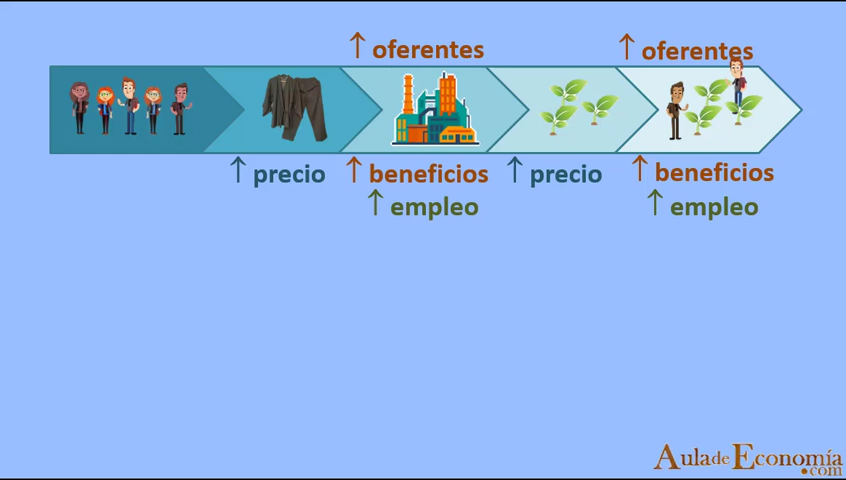 ↑ oferentes ↑ oferentes
↑ precio ↑ beneficios ↑ precio ↑ beneficios
↑ empleo ↑ empleo
AuladeEconomía
.com